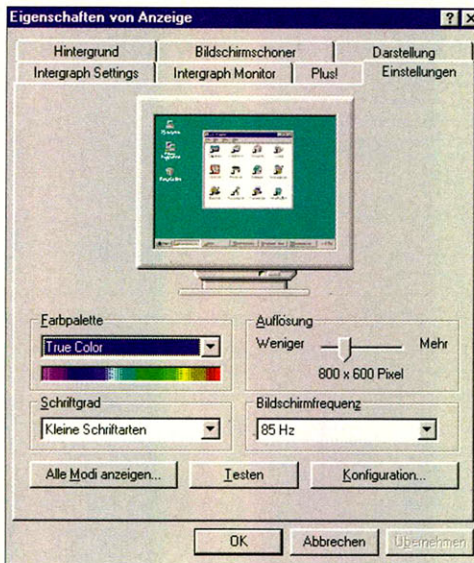 Eigenschaften von Anzeige
Hintergrund
Bildschirmschoner
Darstellung
Intergraph Settings
Intergraph Monitor
Plus!
Einstellungen
Farbpalette
True Color
Auflösung
Weniger
Mehr
800 x 600 Pixel
Schriftgrad
Kleine Schriftarten
Bildschirmfrequenz
85 Hz
Alle Modi anzeigen...
Testen
Konfiguration...
OK
Abbrechen
Übernehmen